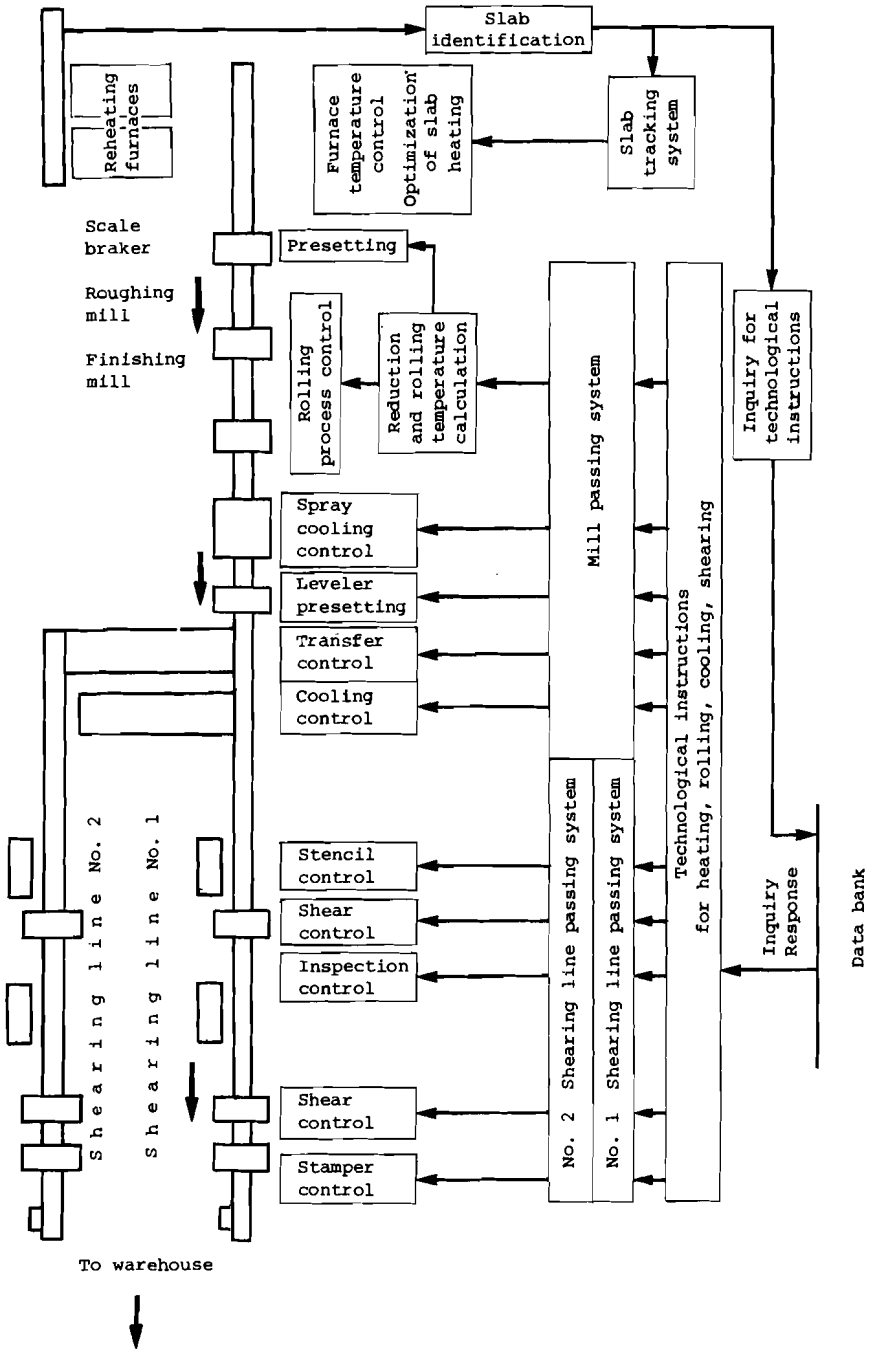 Slab
identification
Reheating
furnaces
Furnace
temperature
control
Optimization
of slab
heating
Slab
tracking
system
Scale
braker
Presetting
Roughing
mill
Finishing
mill
Rolling
process control
Reduction
and rolling
temperature
calculation
Inquiry for
technological
instructions
Spray
cooling
control
Leveler
presetting
Transfer
control
Cooling
control
Mill passing system
Technological instructions
for heating, rolling, cooling, shearing
Shearing line No. 2
Shearing line No. 1
Stencil
control
Shear
control
Inspection
control
Shear
control
Stamper
control
No. 2 Shearing line passing system
No. 1 Shearing line passing system
Inquiry
Response
Data bank
To warehouse